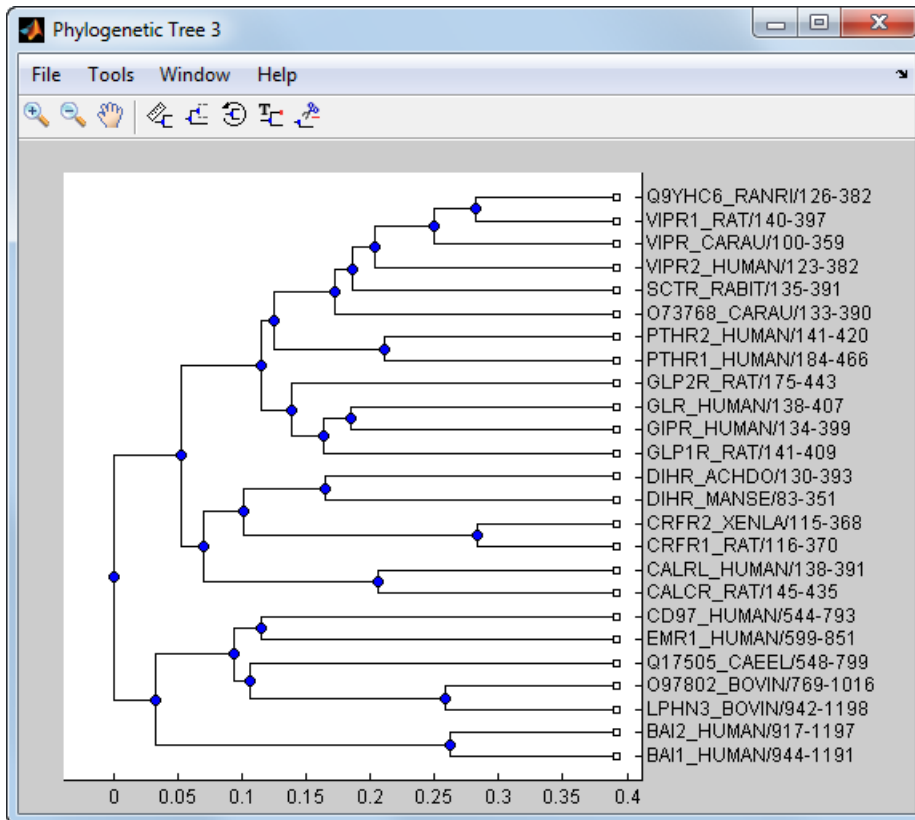 Phylogenetic Tree 3
File Tools Window Help
Q9YHC6_RANRI/126-382
VIPR1_RAT/140-397
VIPR_CARAU/100-359
VIPR2_HUMAN/123-382
SCTR_RABIT/135-391
O73768_CARAU/133-390
PTHR2_HUMAN/141-420
PTHR1_HUMAN/184-466
GLP2R_RAT/175-443
GLR_HUMAN/138-407
GIPR_HUMAN/134-399
GLP1R_RAT/141-409
DIHR_ACHDO/130-393
DIHR_MANSE/83-351
CRFR2_XENLA/115-368
CRFR1_RAT/116-370
CALRL_HUMAN/138-391
CALCR_RAT/145-435
CD97_HUMAN/544-793
EMR1_HUMAN/599-851
Q17505_CAEEL/548-799
O97802_BOVIN/769-1016
LPHN3_BOVIN/942-1198
BAI2_HUMAN/917-1197
BAI1_HUMAN/944-1191
0 0.05 0.1 0.15 0.2 0.25 0.3 0.35 0.4